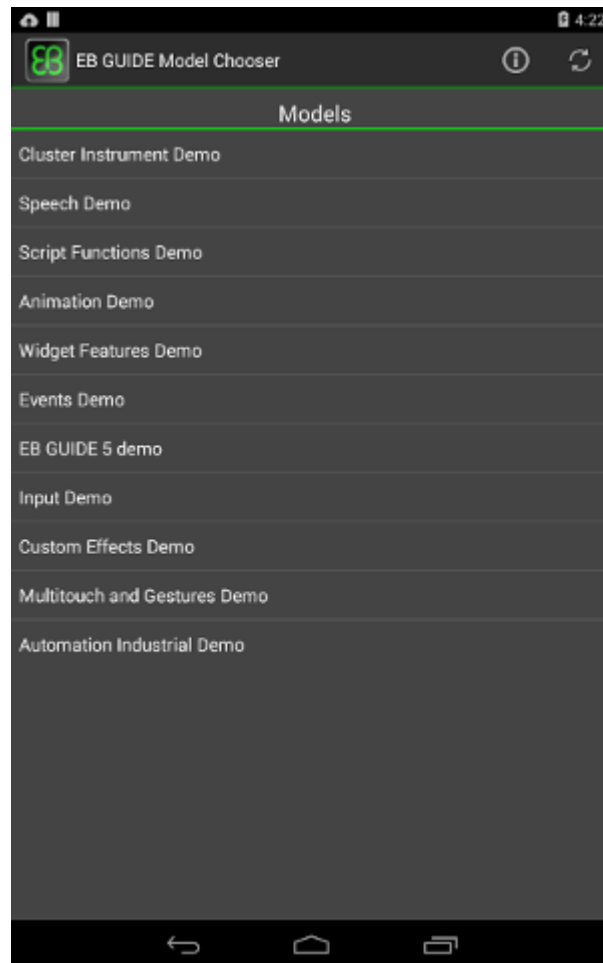 4:22
EB EB GUIDE Model Chooser
Models
Cluster Instrument Demo
Speech Demo
Script Functions Demo
Animation Demo
Widget Features Demo
Events Demo
EB GUIDE 5 demo
Input Demo
Custom Effects Demo
Multitouch and Gestures Demo
Automation Industrial Demo